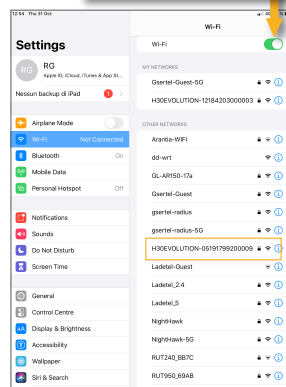 12:54 Thu 31 Oct
40
Settings
RG
RG
Apple ID, iCloud, iTunes & App St...
Nessun backup di iPad
1
Airplane Mode
Wi-Fi
Not Connected
Bluetooth
On
Mobile Data
Personal Hotspot
Off
Notifications
Sounds
Do Not Disturb
Screen Time
General
Control Centre
AA
Display & Brightness
Accessibility
Wallpaper
Siri & Search
Wi-Fi
Wi-Fi
MY NETWORKS
Gsertel-Guest-5G
H30EVOLUTION-12184203000003
OTHER NETWORKS
Arantia-WIFI
dd-wrt
GL-AR150-17a
Gsertel-Guest
gsertel-radius
gsertel-radius-5G
H30EVOLUTION-05191799200009
Ladetel-Guest
Ladetel_2.4
Ladetel_5
NightHawk
NightHawk-5G
RUT240_BB7C
RUT950_69AB